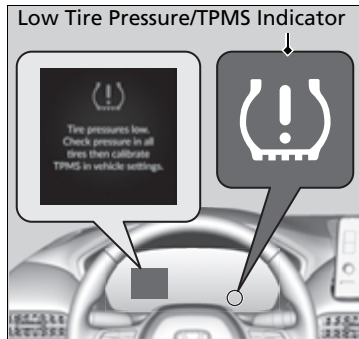 Low Tire Pressure/TPMS Indicator
Tire pressures low.
Check pressure in all
tires then calibrate
TPMS in vehicle settings.